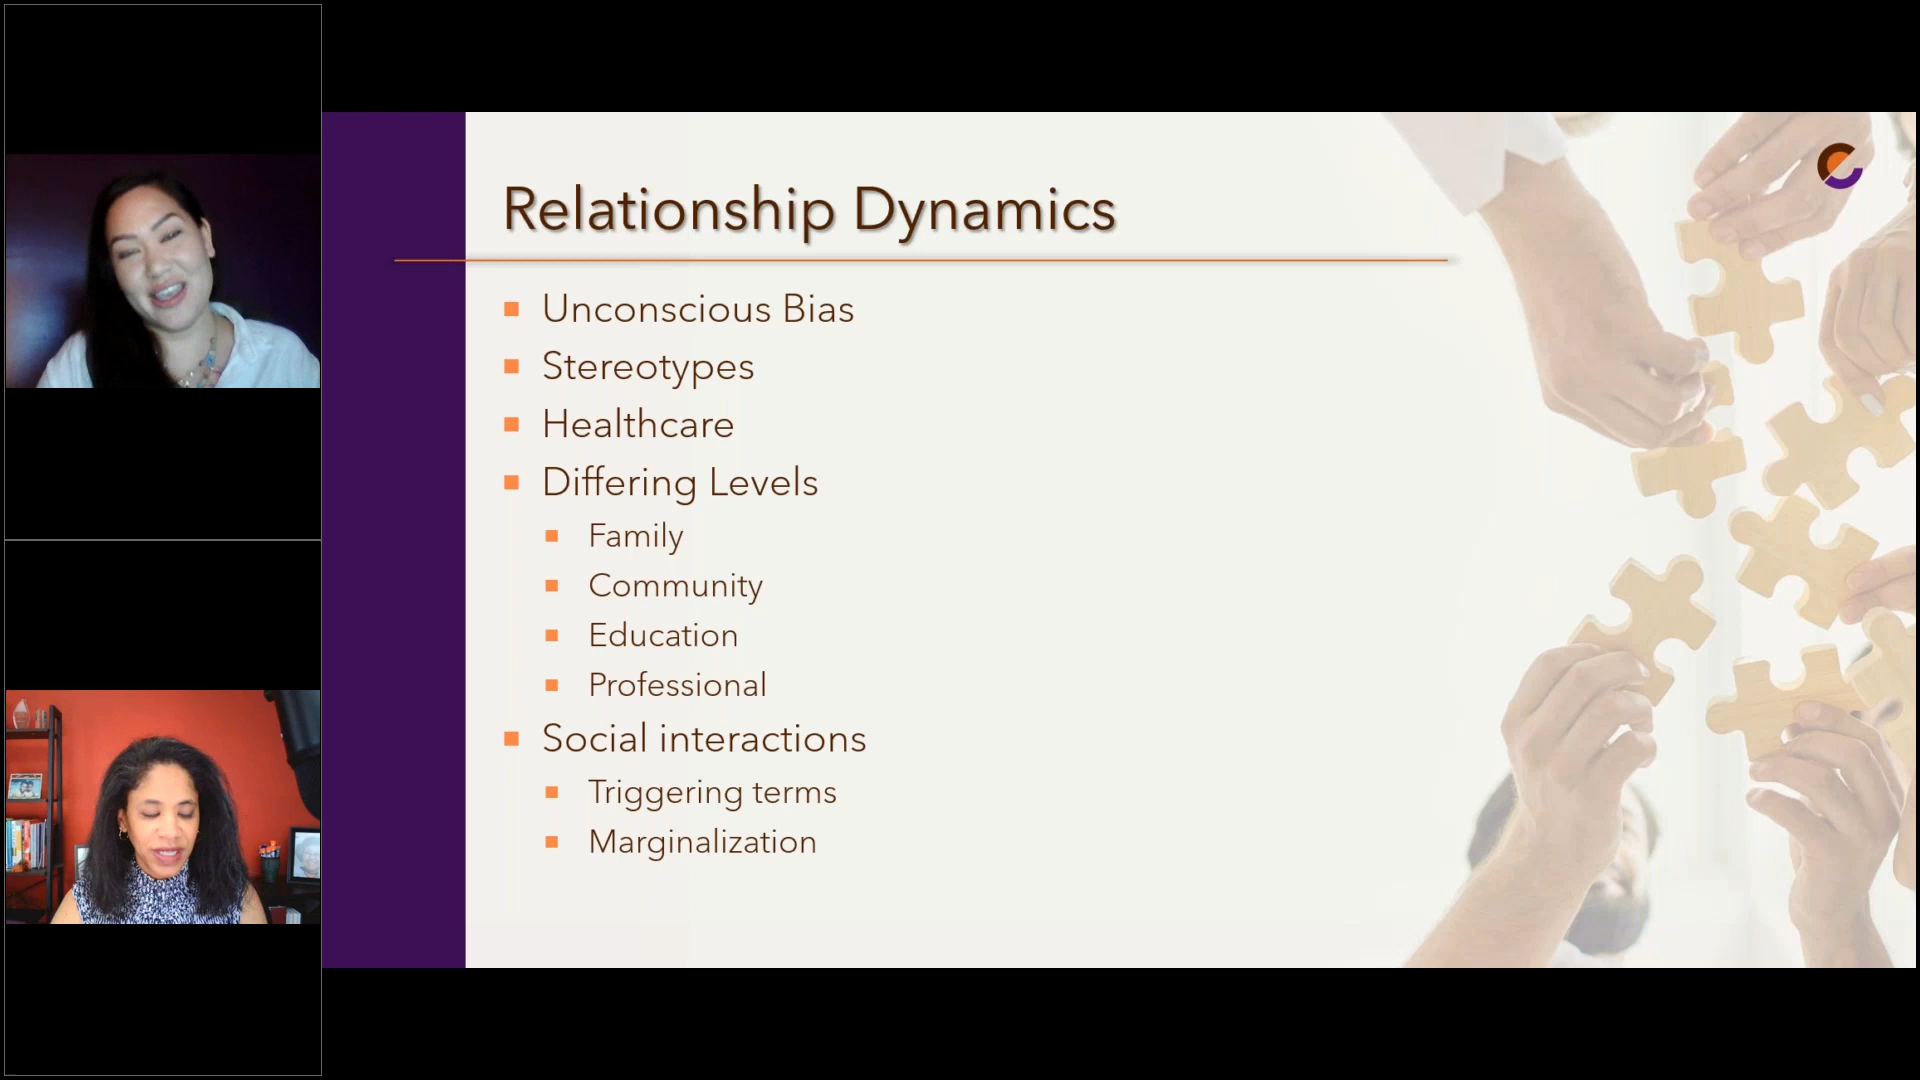 Relationship Dynamics
Unconscious Bias
Stereotypes
Healthcare
Differing Levels
Family
Community
Education
Professional
Social interactions
Triggering terms
Marginalization